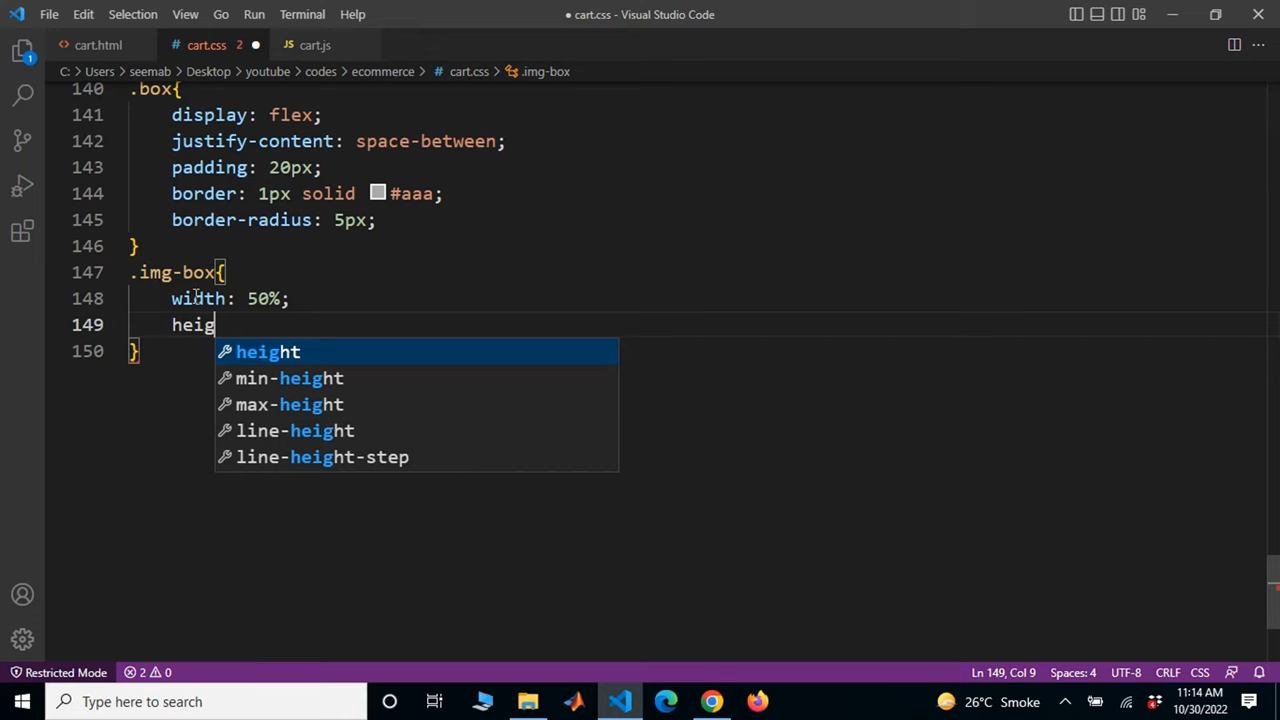 File Edit Selection View Go Run Terminal Help
● cart.css - Visual Studio Code
cart.html
# cart.css 2 ●
JS cart.js
C: > Users > seemab > Desktop > youtube > codes > ecommerce > # cart.css > .img-box
140 .box{
141 display: flex;
142 justify-content: space-between;
143 padding: 20px;
144 border: 1px solid #aaa;
145 border-radius: 5px;
146 }
147 .img-box{
148 width: 50%;
149 heig
150 }
height
min-height
max-height
line-height
line-height-step
1
Restricted Mode 2 0
Ln 149, Col 9 Spaces: 4 UTF-8 CRLF CSS
Type here to search
26°C Smoke
11:14 AM
10/30/2022